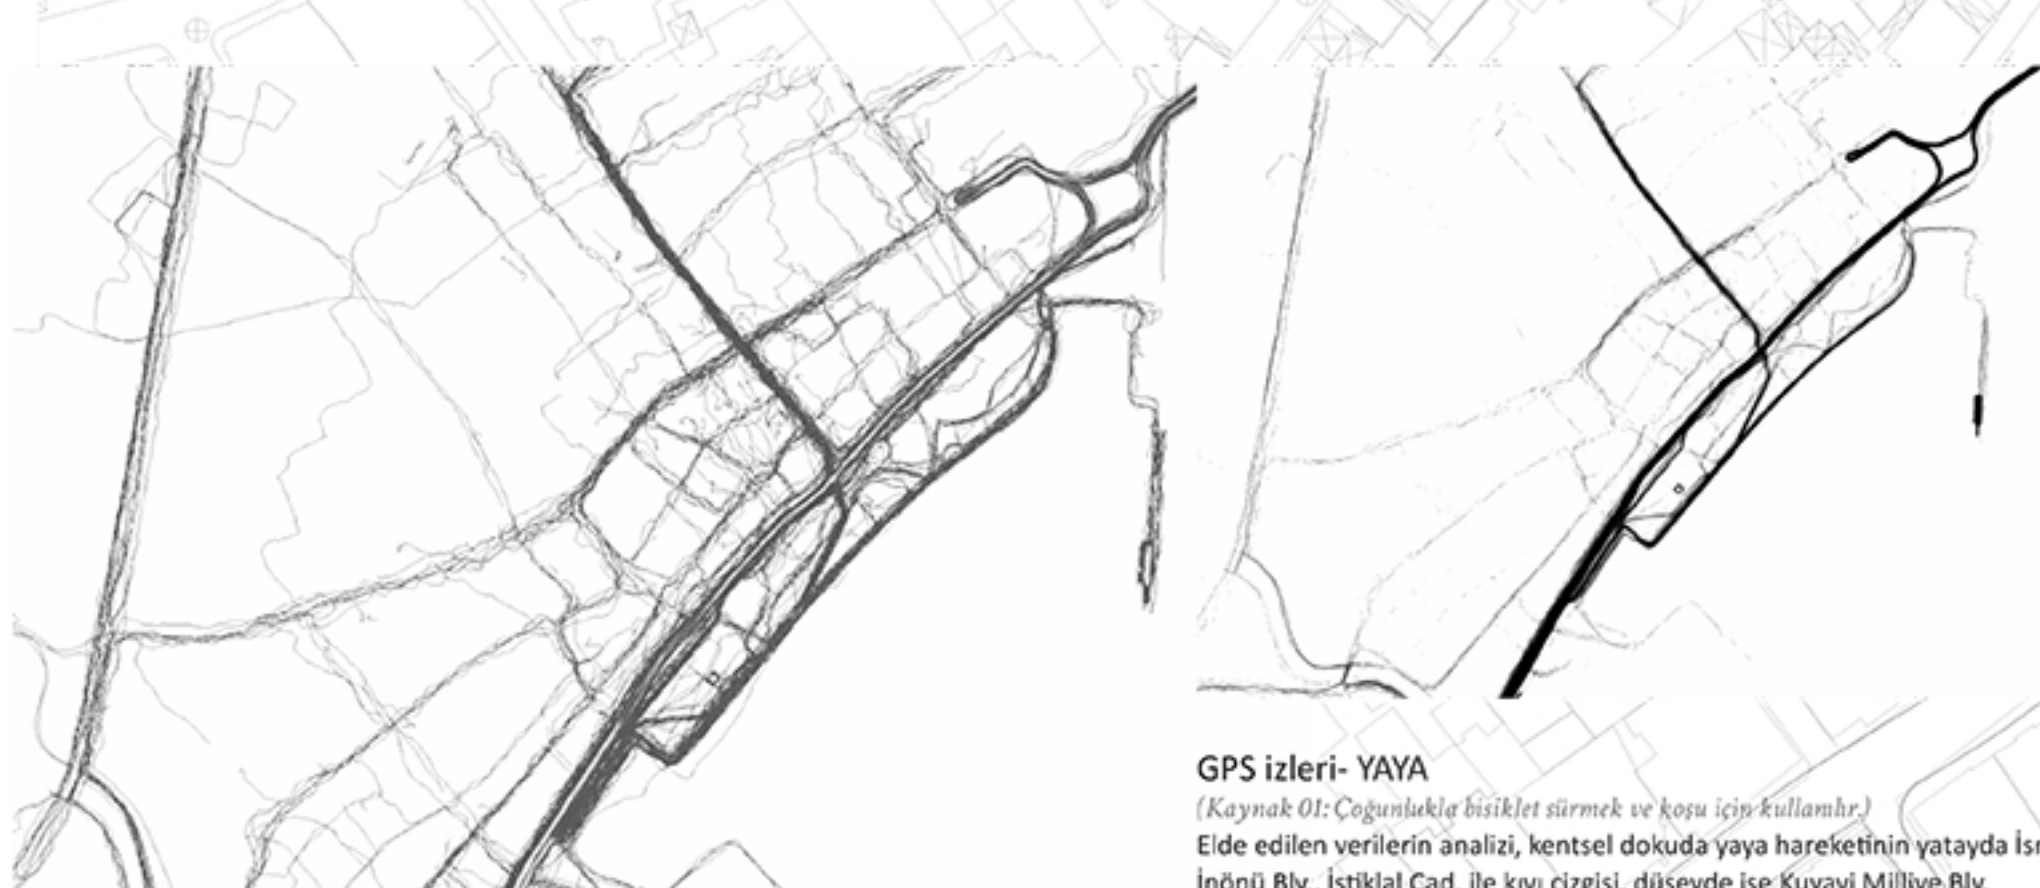 GPS izleri- YAYA
(Kaynak 01: Çoğunlukla bisiklet sürmek ve koşu için kullanılır.)
Elde edilen verilerin analizi, kentsel dokuda yaya hareketinin yatayda
İnönü Blv., İstiklal Cad. ile kıyı çizgisi, düşeyde ise Kuvayi Milliye Blv.